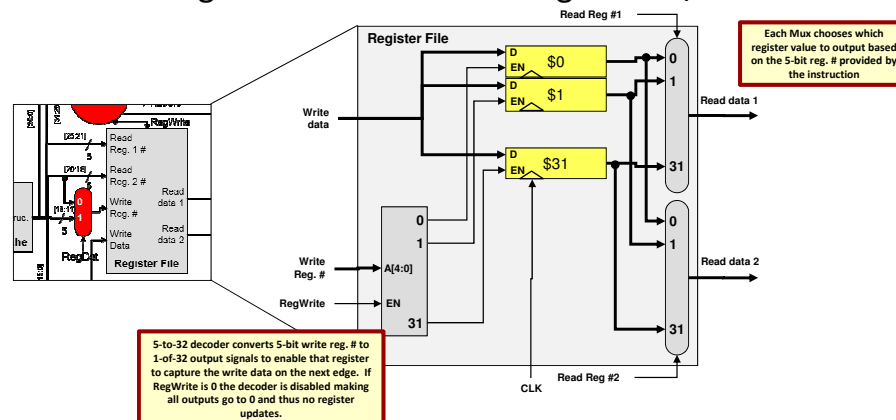 Read Reg #1
Register File
Each Mux chooses which
register value to output based
on the 5-bit reg. # provided by
the instruction
D
EN
$0
0
D
EN
$1
1
Read data 1
Write
data
D
EN
$31
31
[25:21]
5
Read
Reg. 1 #
RegWrite
5
Read
Reg. 2 #
0
1
5
Write
Reg. #
Read
data 1
Write
Data
Read
data 2
ruc.
he
Register File
0
1
Write
Reg. #
A[4:0]
RegWrite
EN
31
0
1
Read data 2
31
5-to-32 decoder converts 5-bit write reg. # to
1-of-32 output signals to enable that register
to capture the write data on the next edge. If
RegWrite is 0 the decoder is disabled making
all outputs go to 0 and thus no register
updates.
CLK
Read Reg #2